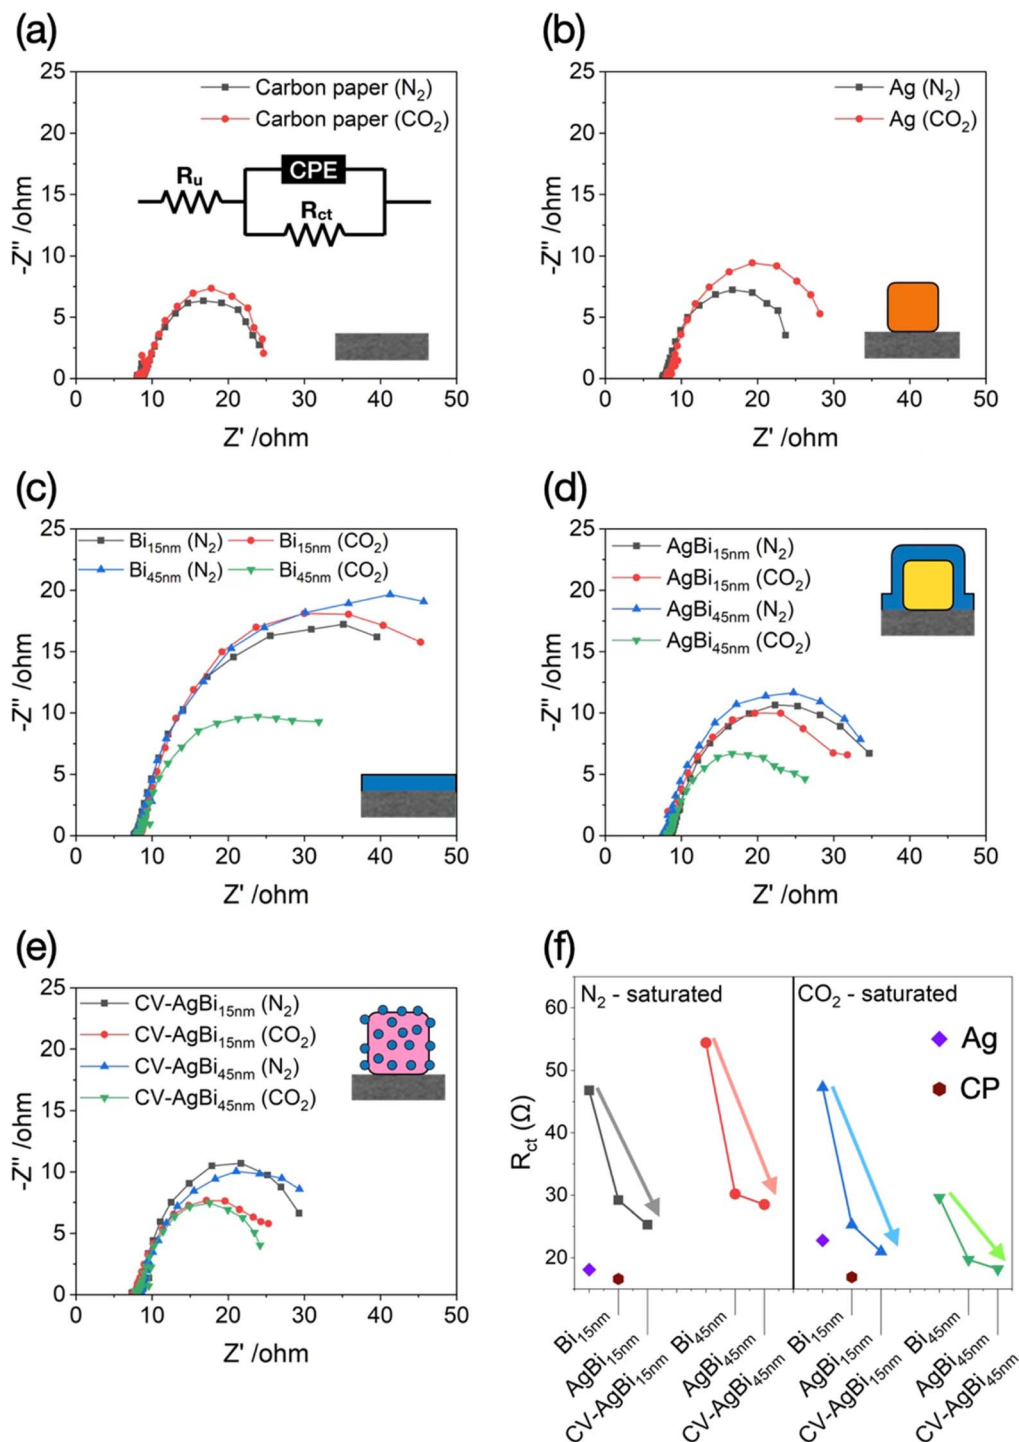 (a)
25
20
15
10
5
0
-Z" /ohm
Carbon paper (N₂)
Carbon paper (CO₂)
Rᵤ
CPE
R_ct
0 10 20 30 40 50
Z' /ohm
(b)
25
20
15
10
5
0
-Z" /ohm
Ag (N₂)
Ag (CO₂)
0 10 20 30 40 50
Z' /ohm
(c)
25
20
15
10
5
0
-Z" /ohm
Bi₁₅ₙₘ (N₂) Bi₁₅ₙₘ (CO₂)
Bi₄₅ₙₘ (N₂) Bi₄₅ₙₘ (CO₂)
0 10 20 30 40 50
Z' /ohm
(d)
25
20
15
10
5
0
-Z" /ohm
AgBi₁₅ₙₘ (N₂)
AgBi₁₅ₙₘ (CO₂)
AgBi₄₅ₙₘ (N₂)
AgBi₄₅ₙₘ (CO₂)
0 10 20 30 40 50
Z' /ohm
(e)
25
20
15
10
5
0
-Z" /ohm
CV-AgBi₁₅ₙₘ (N₂)
CV-AgBi₁₅ₙₘ (CO₂)
CV-AgBi₄₅ₙₘ (N₂)
CV-AgBi₄₅ₙₘ (CO₂)
0 10 20 30 40 50
Z' /ohm
(f)
60
50
40
30
20
R_ct (Ω)
N₂ - saturated
CO₂ - saturated
Ag
CP
Bi₁₅ₙₘ
AgBi₁₅ₙₘ
CV-AgBi₁₅ₙₘ
Bi₄₅ₙₘ
AgBi₄₅ₙₘ
CV-AgBi₄₅ₙₘ
Bi₁₅ₙₘ
AgBi₁₅ₙₘ
CV-AgBi₁₅ₙₘ
Bi₄₅ₙₘ
AgBi₄₅ₙₘ
CV-AgBi₄₅ₙₘ